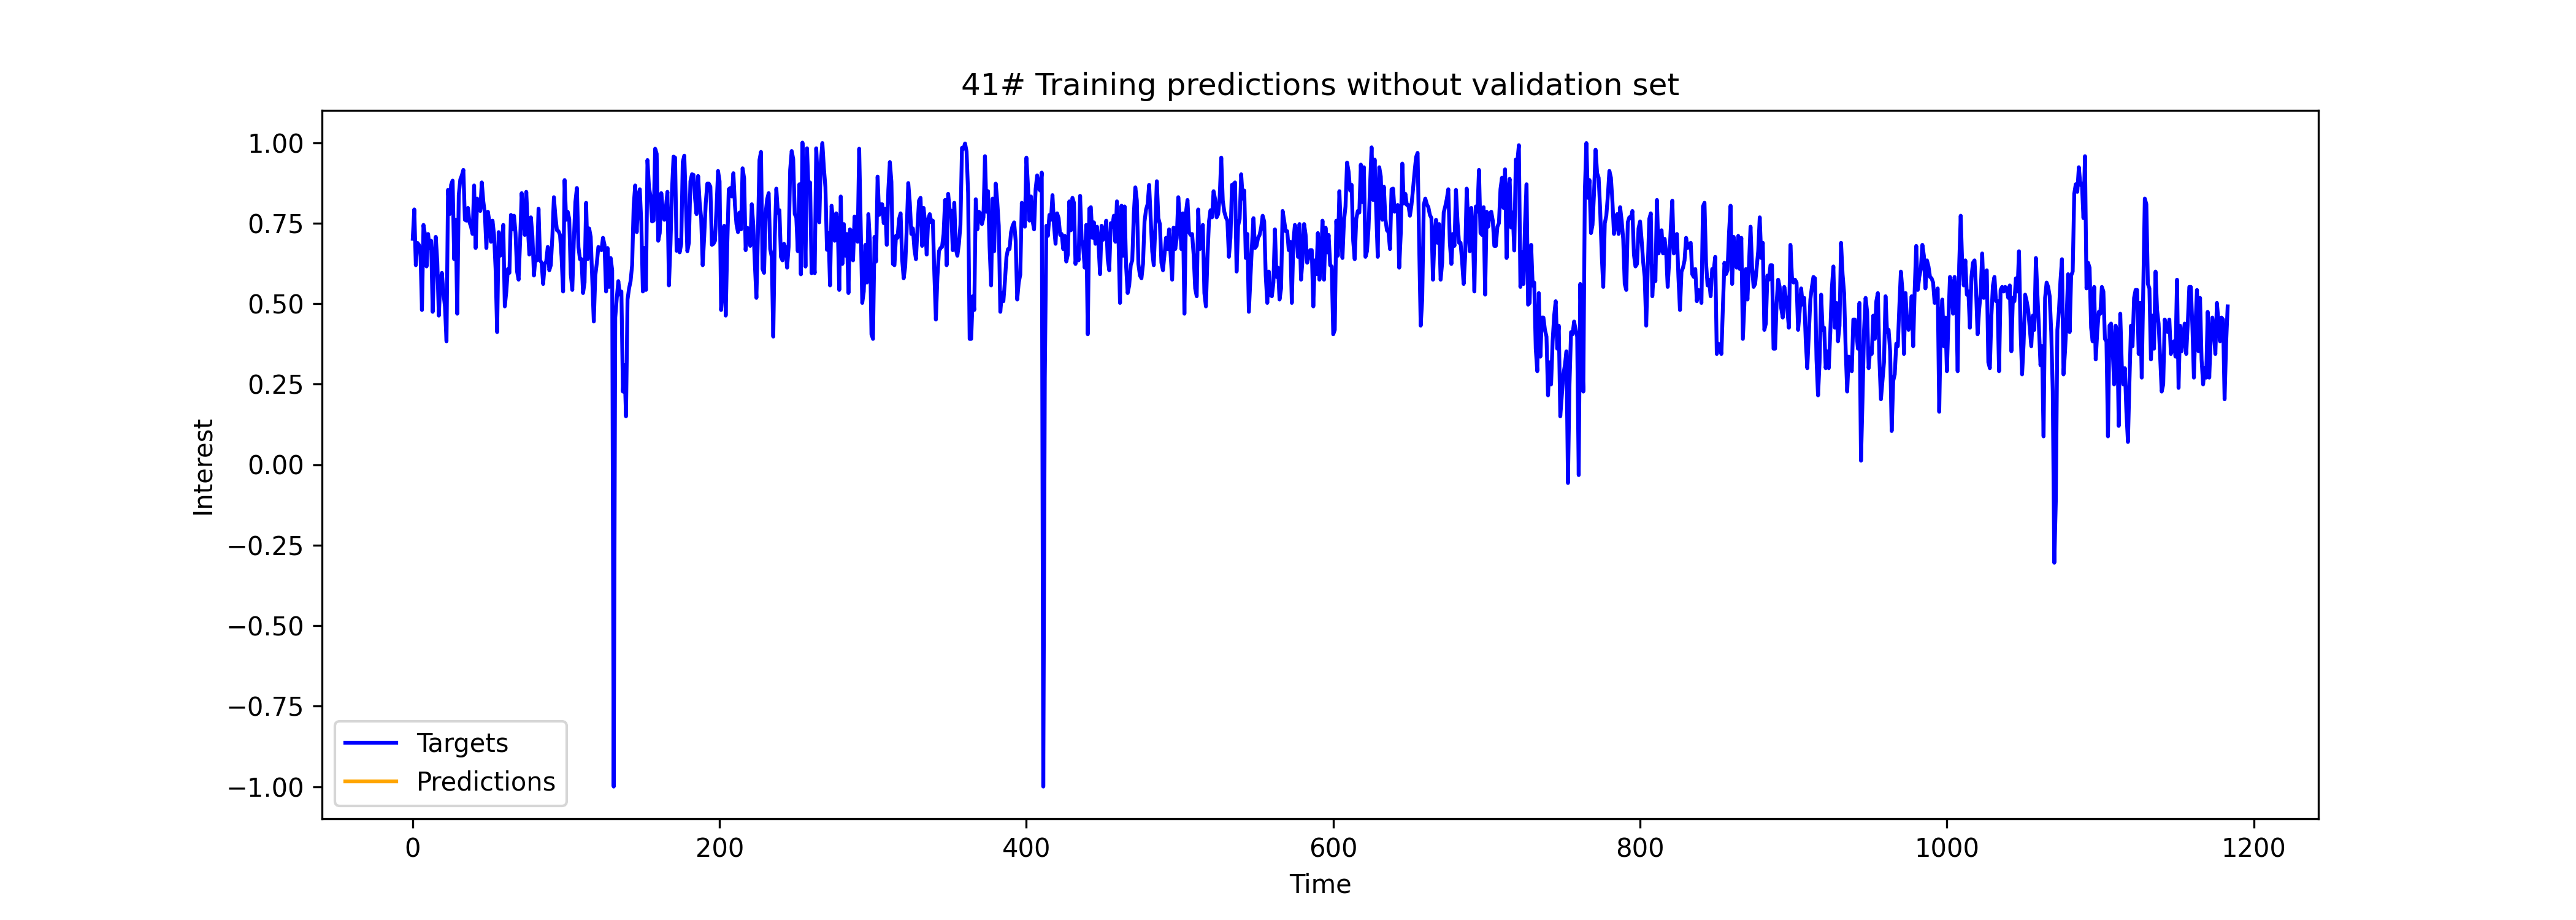 41# Training predictions without validation set
1.00
0.75
0.50
0.25
0.00
−0.25
−0.50
−0.75
−1.00
Interest
Targets
Predictions
0 200 400 600 800 1000 1200
Time